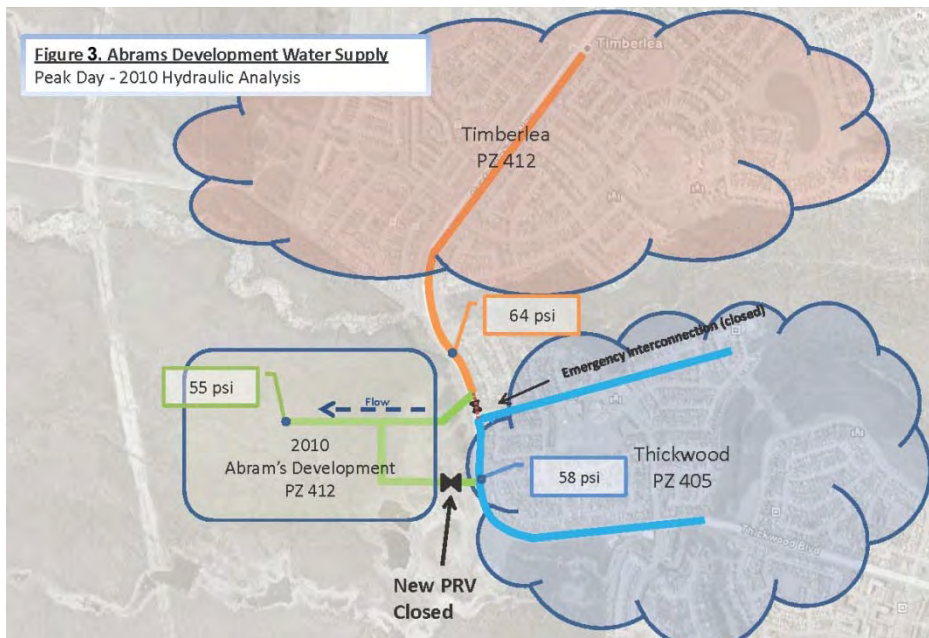 Figure 3. Abrams Development Water Supply
Peak Day - 2010 Hydraulic Analysis
N
Timberlea
Timberlea
PZ 412
64 psi
Emergency Interconnection (closed)
55 psi
Flow
2010
Abram's Development
PZ 412
Thickwood
PZ 405
58 psi
Thickwood Blvd
New PRV
Closed